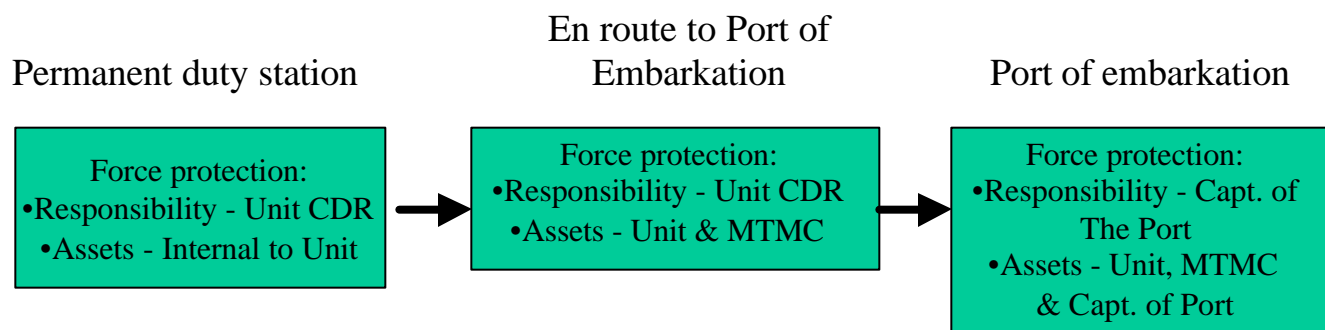 Permanent duty station
En route to Port of
Embarkation
Port of embarkation
Force protection:
•Responsibility - Unit CDR
•Assets - Internal to Unit
Force protection:
•Responsibility - Unit CDR
•Assets - Unit & MTMC
Force protection:
•Responsibility - Capt. of
The Port
•Assets - Unit, MTMC
& Capt. of Port